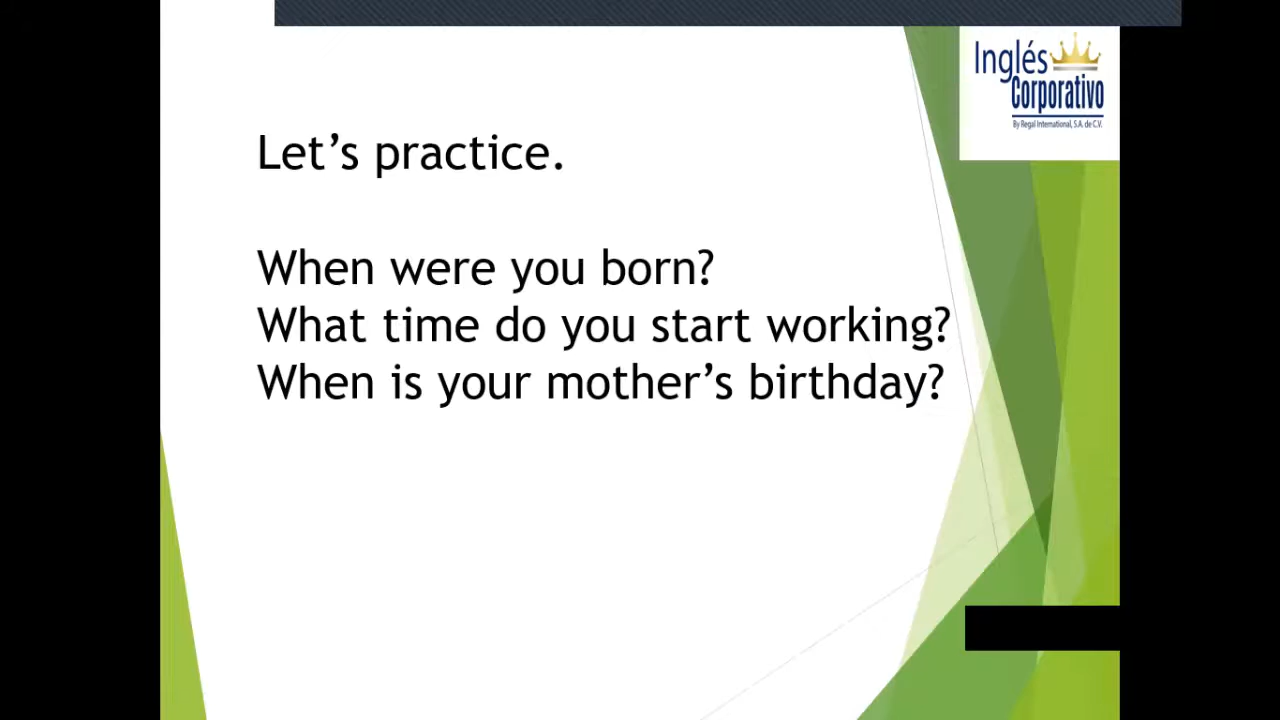 Inglés
Corporativo
By Regal International, S.A. de C.V.
Let’s practice.
When were you born?
What time do you start working?
When is your mother’s birthday?